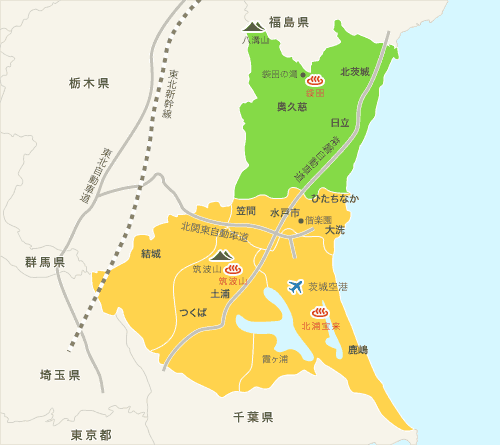 福島県
八溝山
袋田の滝
北茨城
袋田
奥久慈
日立
栃木県
東北新幹線
東北自動車道
常磐自動車道
ひたちなか
笠間
水戸市
偕楽園
大洗
北関東自動車道
結城
群馬県
筑波山
筑波山
茨城空港
土浦
つくば
北浦宝来
鹿嶋
霞ヶ浦
埼玉県
千葉県
東京都